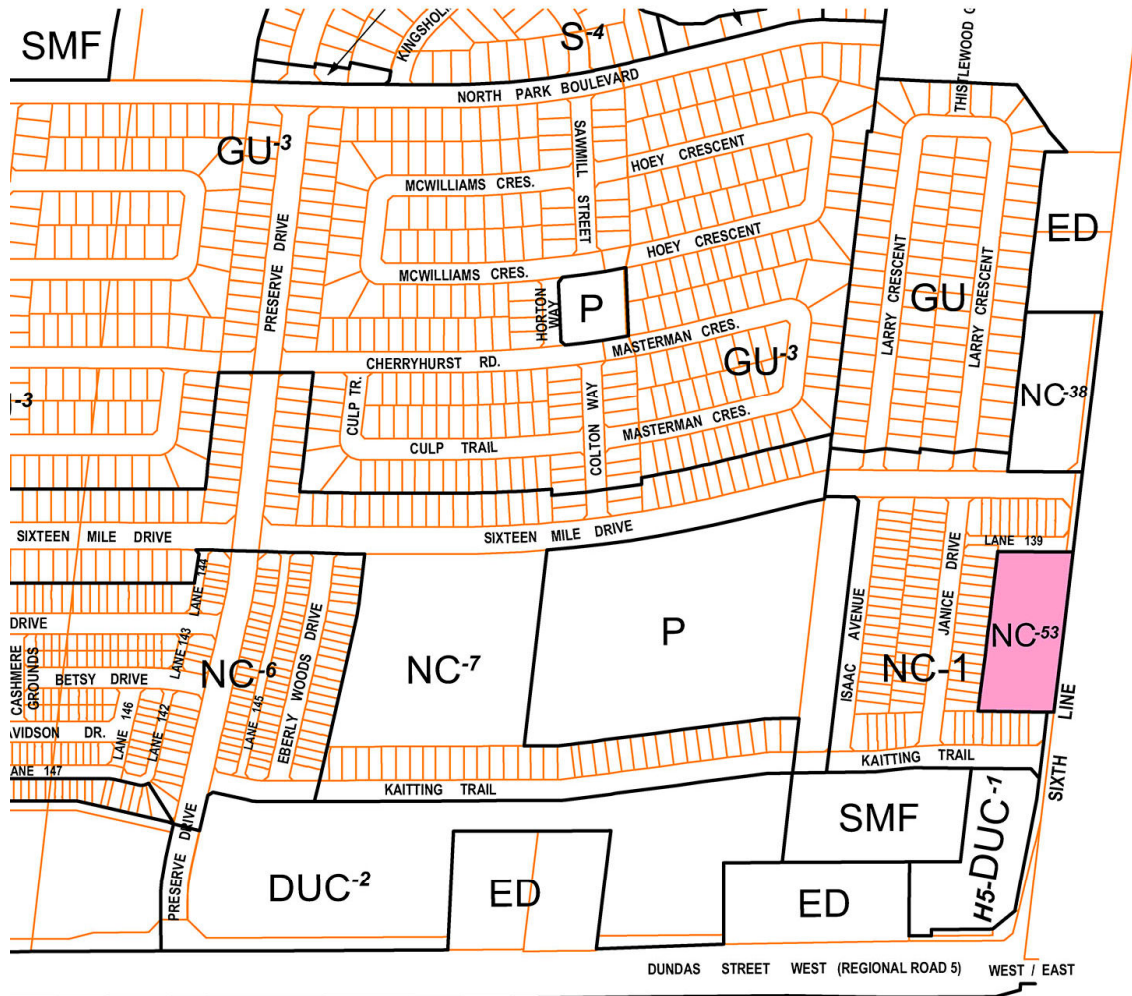 SMF
KINGSHOL
S-4
THISTLEWOOD
NORTH PARK BOULEVARD
GU-3
SAWMILL STREET
HOEY CRESCENT
MCWILLIAMS CRES.
ED
PRESERVE DRIVE
HOEY CRESCENT
MCWILLIAMS CRES.
HORTON WAY
P
LARRY CRESCENT
GU
LARRY CRESCENT
MASTERMAN CRES.
CHERRYHURST RD.
GU-3
NC-38
-3
CULP TR.
COLTON WAY
MASTERMAN CRES.
CULP TRAIL
SIXTEEN MILE DRIVE
SIXTEEN MILE DRIVE
LANE 139
LANE 144
DRIVE
EBERLY WOODS DRIVE
ISAAC AVENUE
JANICE DRIVE
P
NC-53
LANE 143
CASHMERE GROUNDS
BETSY DRIVE
NC-6
NC-7
NC-1
LANE 146
LANE 142
LANE 145
SIXTH LINE
AVIDSON DR.
ANE 147
KAITTING TRAIL
KAITTING TRAIL
PRESERVE DRIVE
SMF
H5-DUC-1
DUC-2
ED
ED
DUNDAS STREET WEST (REGIONAL ROAD 5) WEST / EAST